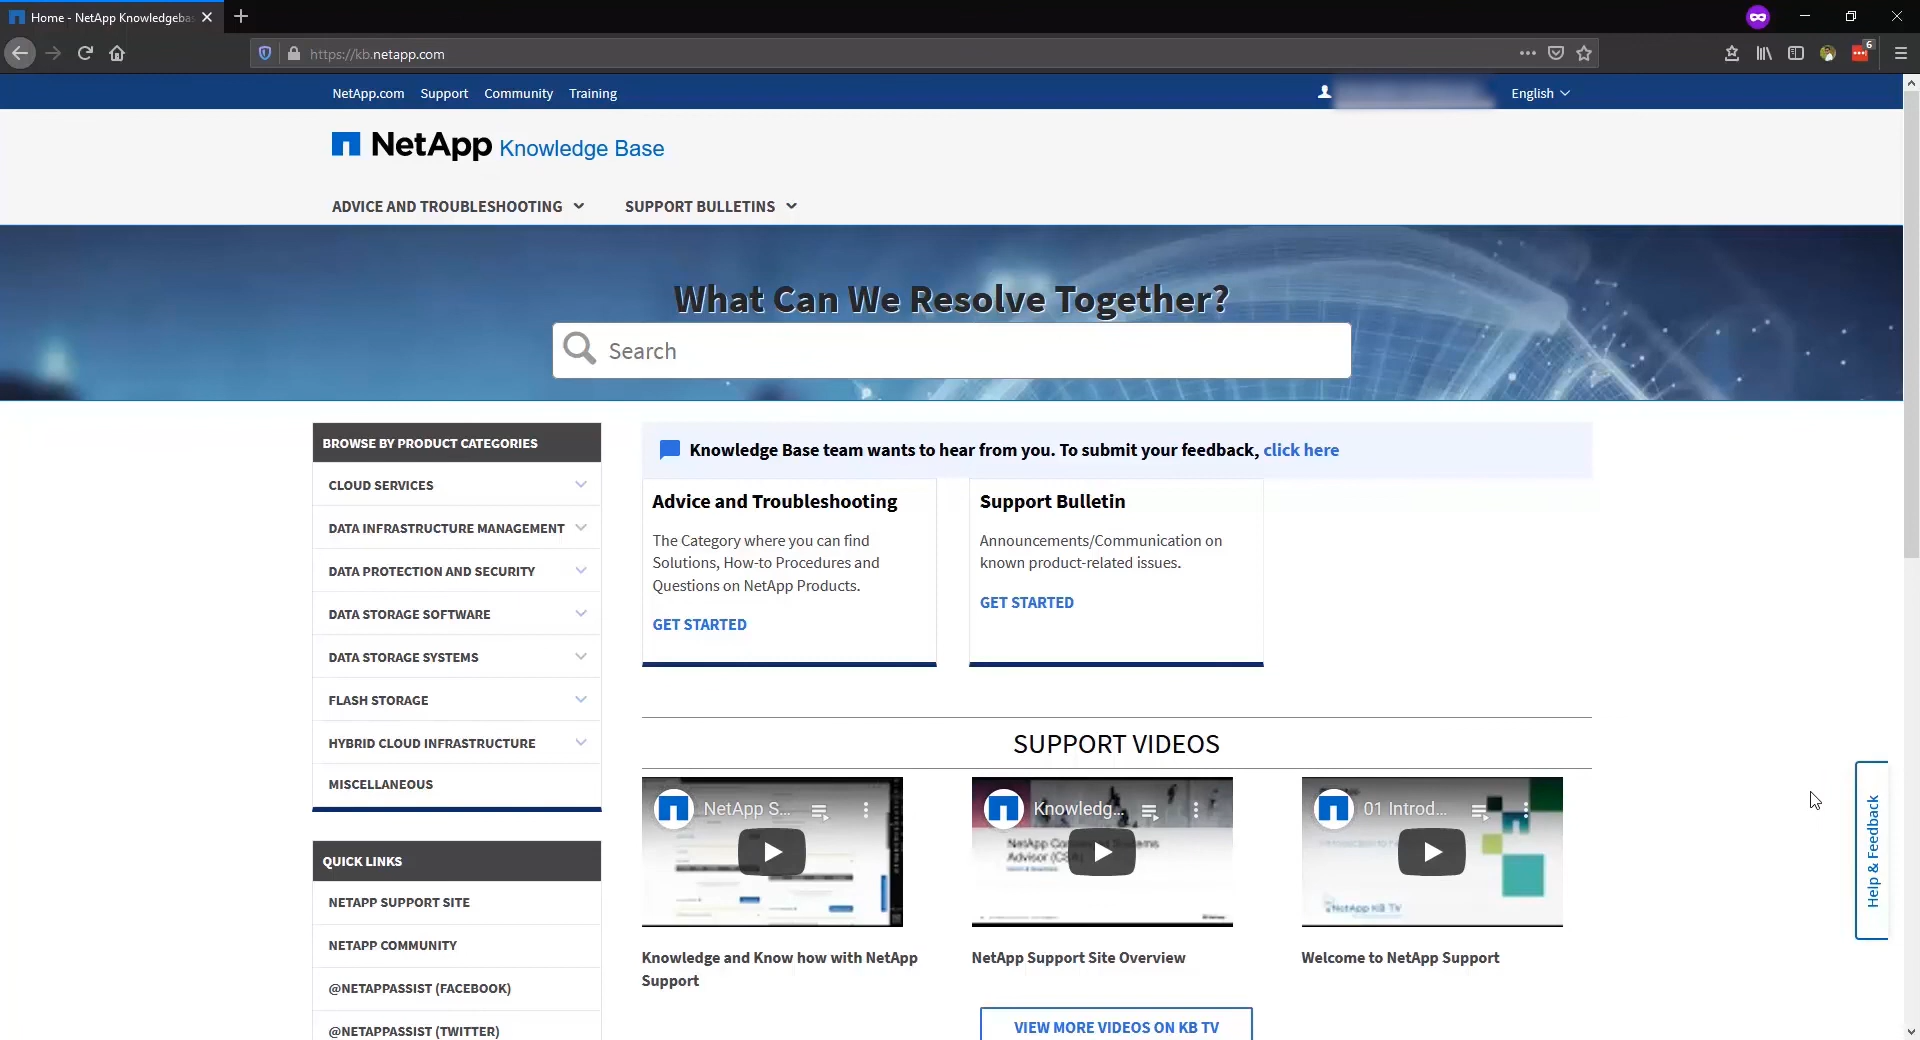 Home - NetApp Knowledgebas
https://kb.netapp.com
6
NetApp.com Support Community Training
English
NetApp Knowledge Base
ADVICE AND TROUBLESHOOTING SUPPORT BULLETINS
What Can We Resolve Together?
Search
BROWSE BY PRODUCT CATEGORIES
CLOUD SERVICES
DATA INFRASTRUCTURE MANAGEMENT
DATA PROTECTION AND SECURITY
DATA STORAGE SOFTWARE
DATA STORAGE SYSTEMS
FLASH STORAGE
HYBRID CLOUD INFRASTRUCTURE
MISCELLANEOUS
QUICK LINKS
NETAPP SUPPORT SITE
NETAPP COMMUNITY
@NETAPPASSIST (FACEBOOK)
@NETAPPASSIST (TWITTER)
Knowledge Base team wants to hear from you. To submit your feedback, click here
Advice and Troubleshooting
The Category where you can find
Solutions, How-to Procedures and
Questions on NetApp Products.
GET STARTED
Support Bulletin
Announcements/Communication on
known product-related issues.
GET STARTED
SUPPORT VIDEOS
NetApp S...
Knowledge and Know how with NetApp
Support
Knowledg...
NetApp Support Site Overview
01 Introd...
NetApp KB TV
Welcome to NetApp Support
VIEW MORE VIDEOS ON KB TV
Help & Feedback